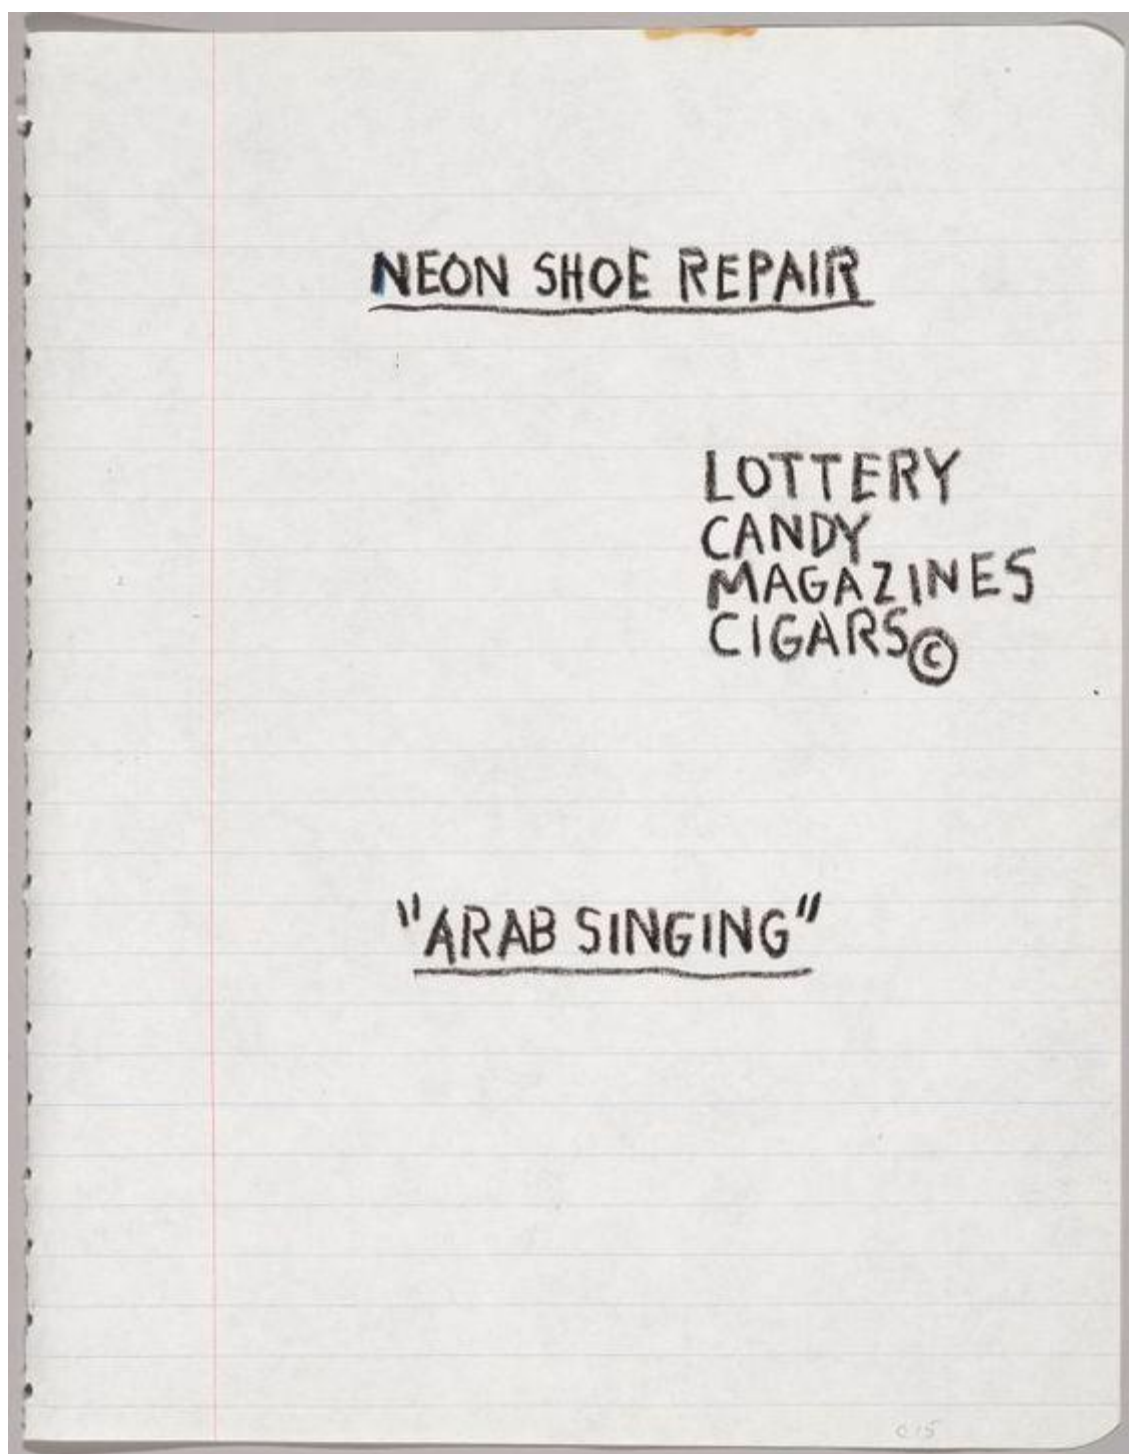 NEON SHOE REPAIR
LOTTERY
CANDY
MAGAZINES
CIGARS©
"ARAB SINGING"